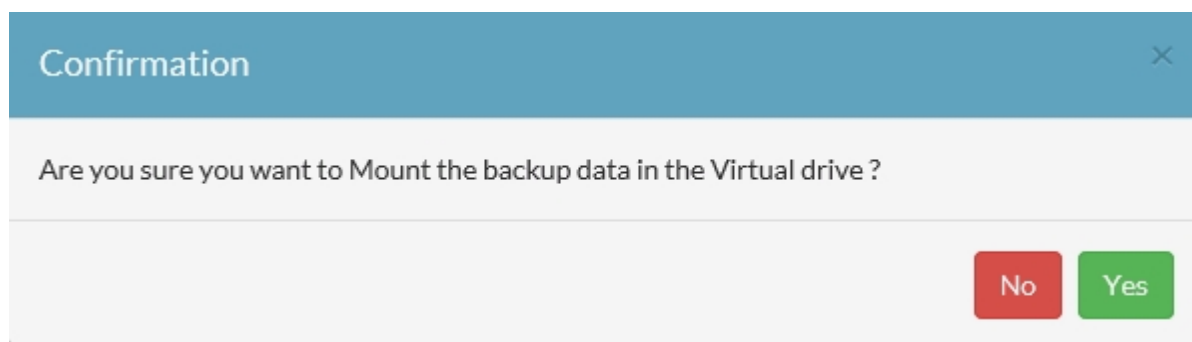 Confirmation
×
Are you sure you want to Mount the backup data in the Virtual drive ?
No Yes